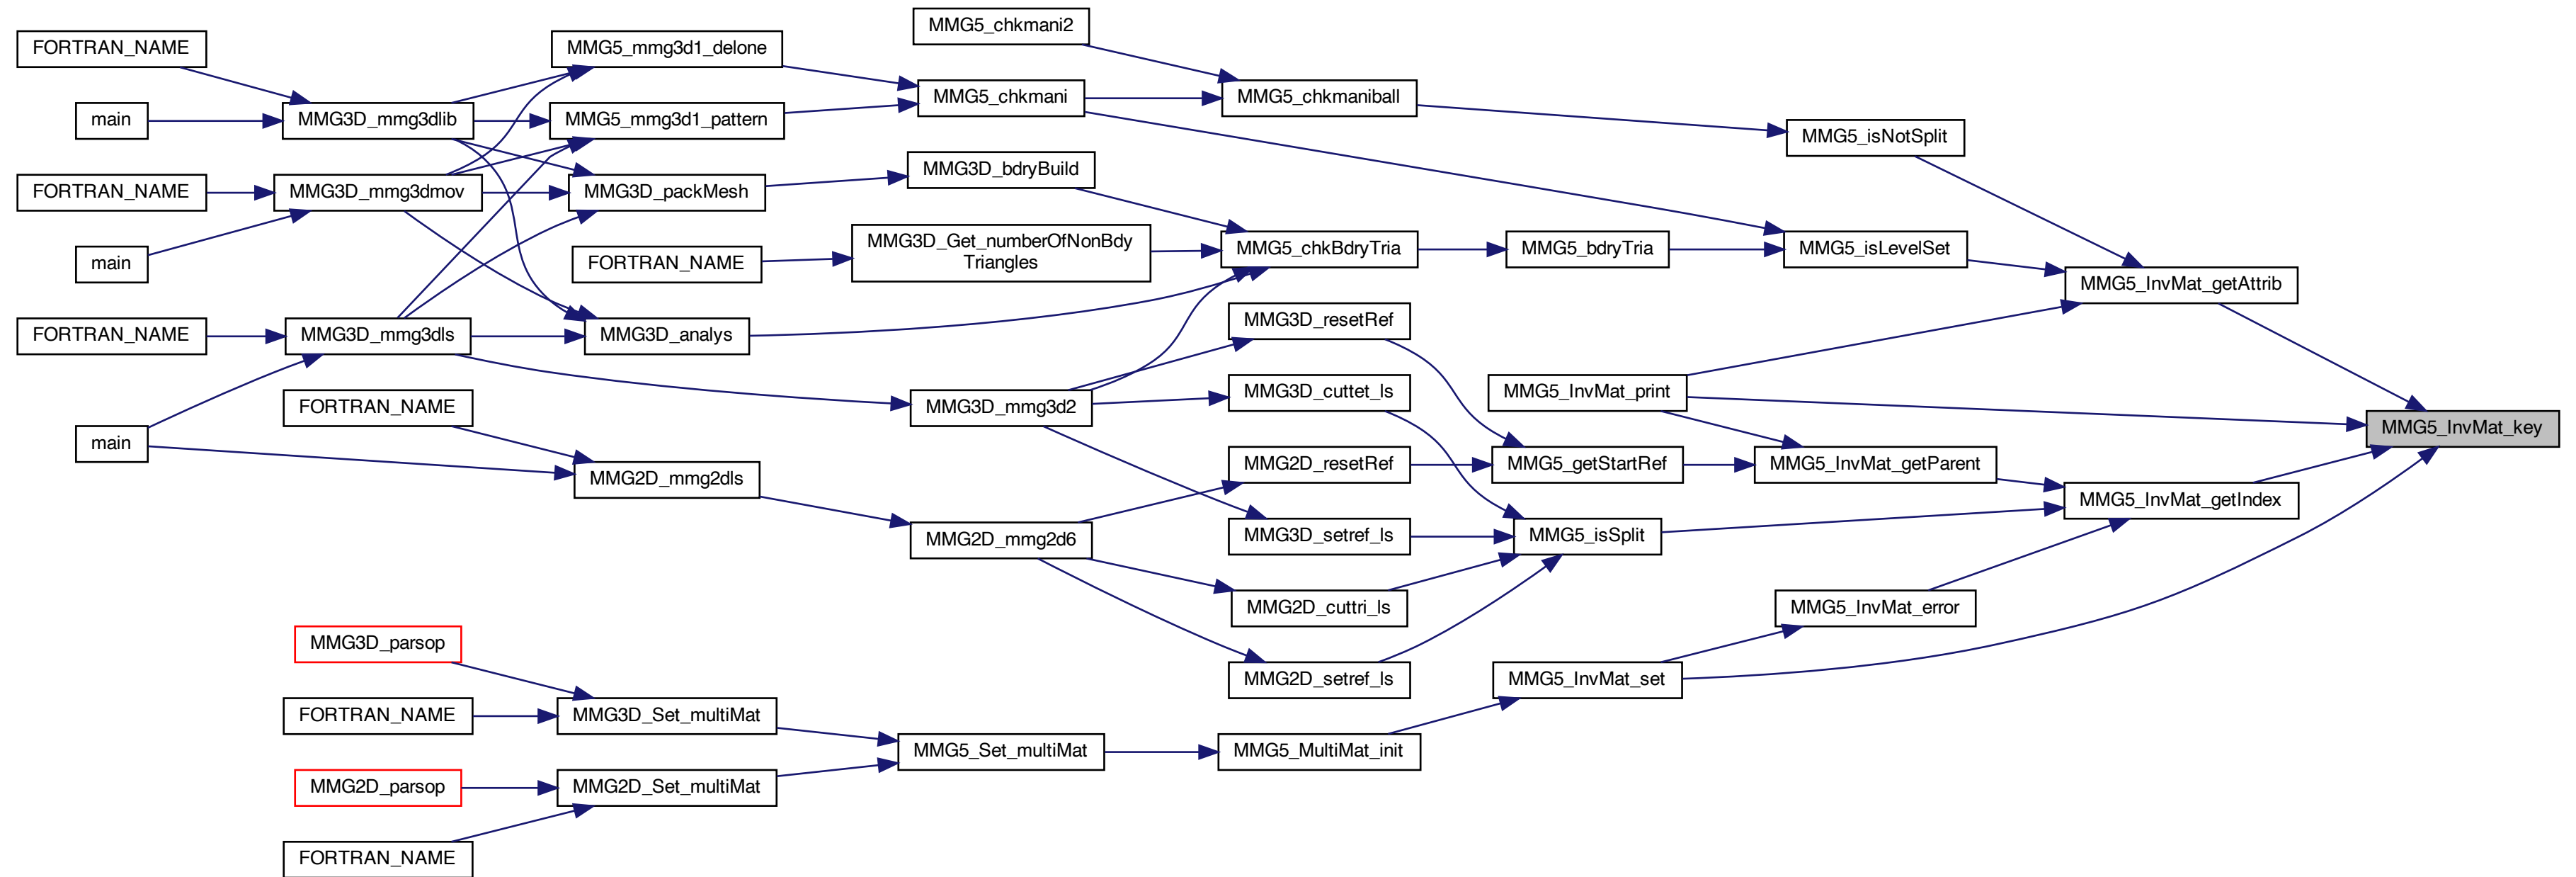 MMG5_chkmani2
FORTRAN_NAME
MMG5_mmg3d1_delone
MMG5_chkmani
MMG5_chkmaniball
main
MMG3D_mmg3dlib
MMG5_mmg3d1_pattern
MMG5_isNotSplit
MMG3D_bdryBuild
FORTRAN_NAME
MMG3D_mmg3dmov
MMG3D_packMesh
MMG3D_Get_numberOfNonBdy
Triangles
MMG5_chkBdryTria
MMG5_bdryTria
MMG5_isLevelSet
main
FORTRAN_NAME
MMG5_InvMat_getAttrib
MMG3D_resetRef
FORTRAN_NAME
MMG3D_mmg3dls
MMG3D_analys
MMG3D_cuttet_ls
MMG5_InvMat_print
FORTRAN_NAME
MMG3D_mmg3d2
MMG5_InvMat_key
main
MMG2D_resetRef
MMG5_getStartRef
MMG5_InvMat_getParent
MMG2D_mmg2dls
MMG5_InvMat_getIndex
MMG2D_mmg2d6
MMG3D_setref_ls
MMG5_isSplit
MMG2D_cuttri_ls
MMG5_InvMat_error
MMG3D_parsop
MMG2D_setref_ls
MMG5_InvMat_set
FORTRAN_NAME
MMG3D_Set_multiMat
MMG5_Set_multiMat
MMG5_MultiMat_init
MMG2D_parsop
MMG2D_Set_multiMat
FORTRAN_NAME